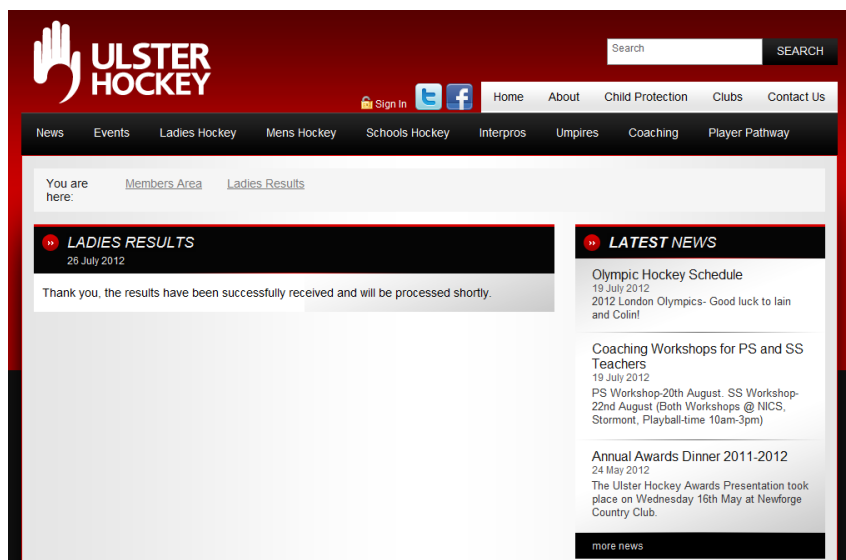 ULSTER
HOCKEY
Search
SEARCH
Sign In
Home About Child Protection Clubs Contact Us
News Events Ladies Hockey Mens Hockey Schools Hockey Interpros Umpires Coaching Player Pathway
You are
here:
Members Area Ladies Results
LADIES RESULTS
26 July 2012
Thank you, the results have been successfully received and will be processed shortly.
LATEST NEWS
Olympic Hockey Schedule
19 July 2012
2012 London Olympics- Good luck to Iain
and Colin!
Coaching Workshops for PS and SS
Teachers
19 July 2012
PS Workshop-20th August. SS Workshop-
22nd August (Both Workshops @ NICS,
Stormont, Playball-time 10am-3pm)
Annual Awards Dinner 2011-2012
24 May 2012
The Ulster Hockey Awards Presentation took
place on Wednesday 16th May at Newforge
Country Club.
more news